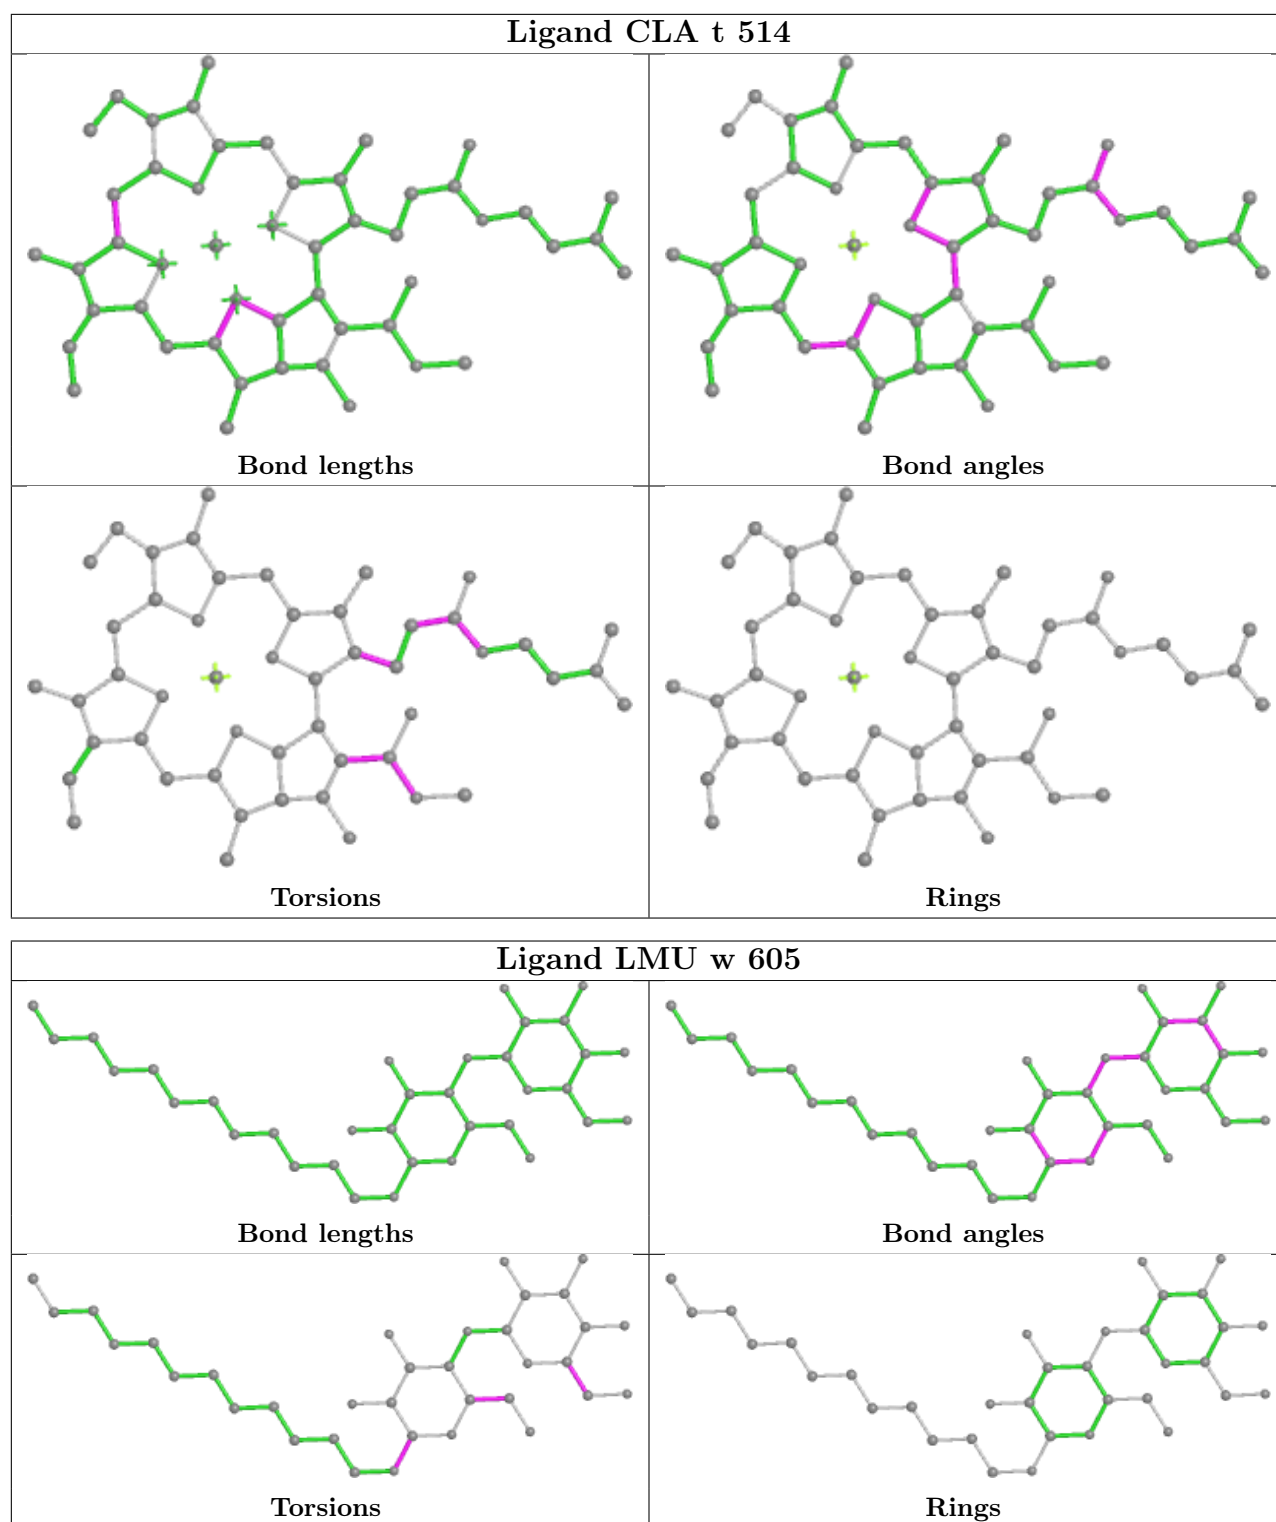 Ligand CLA t 514
Bond lengths
Bond angles
Torsions
Rings
Ligand LMU w 605
Bond lengths
Bond angles
Torsions
Rings